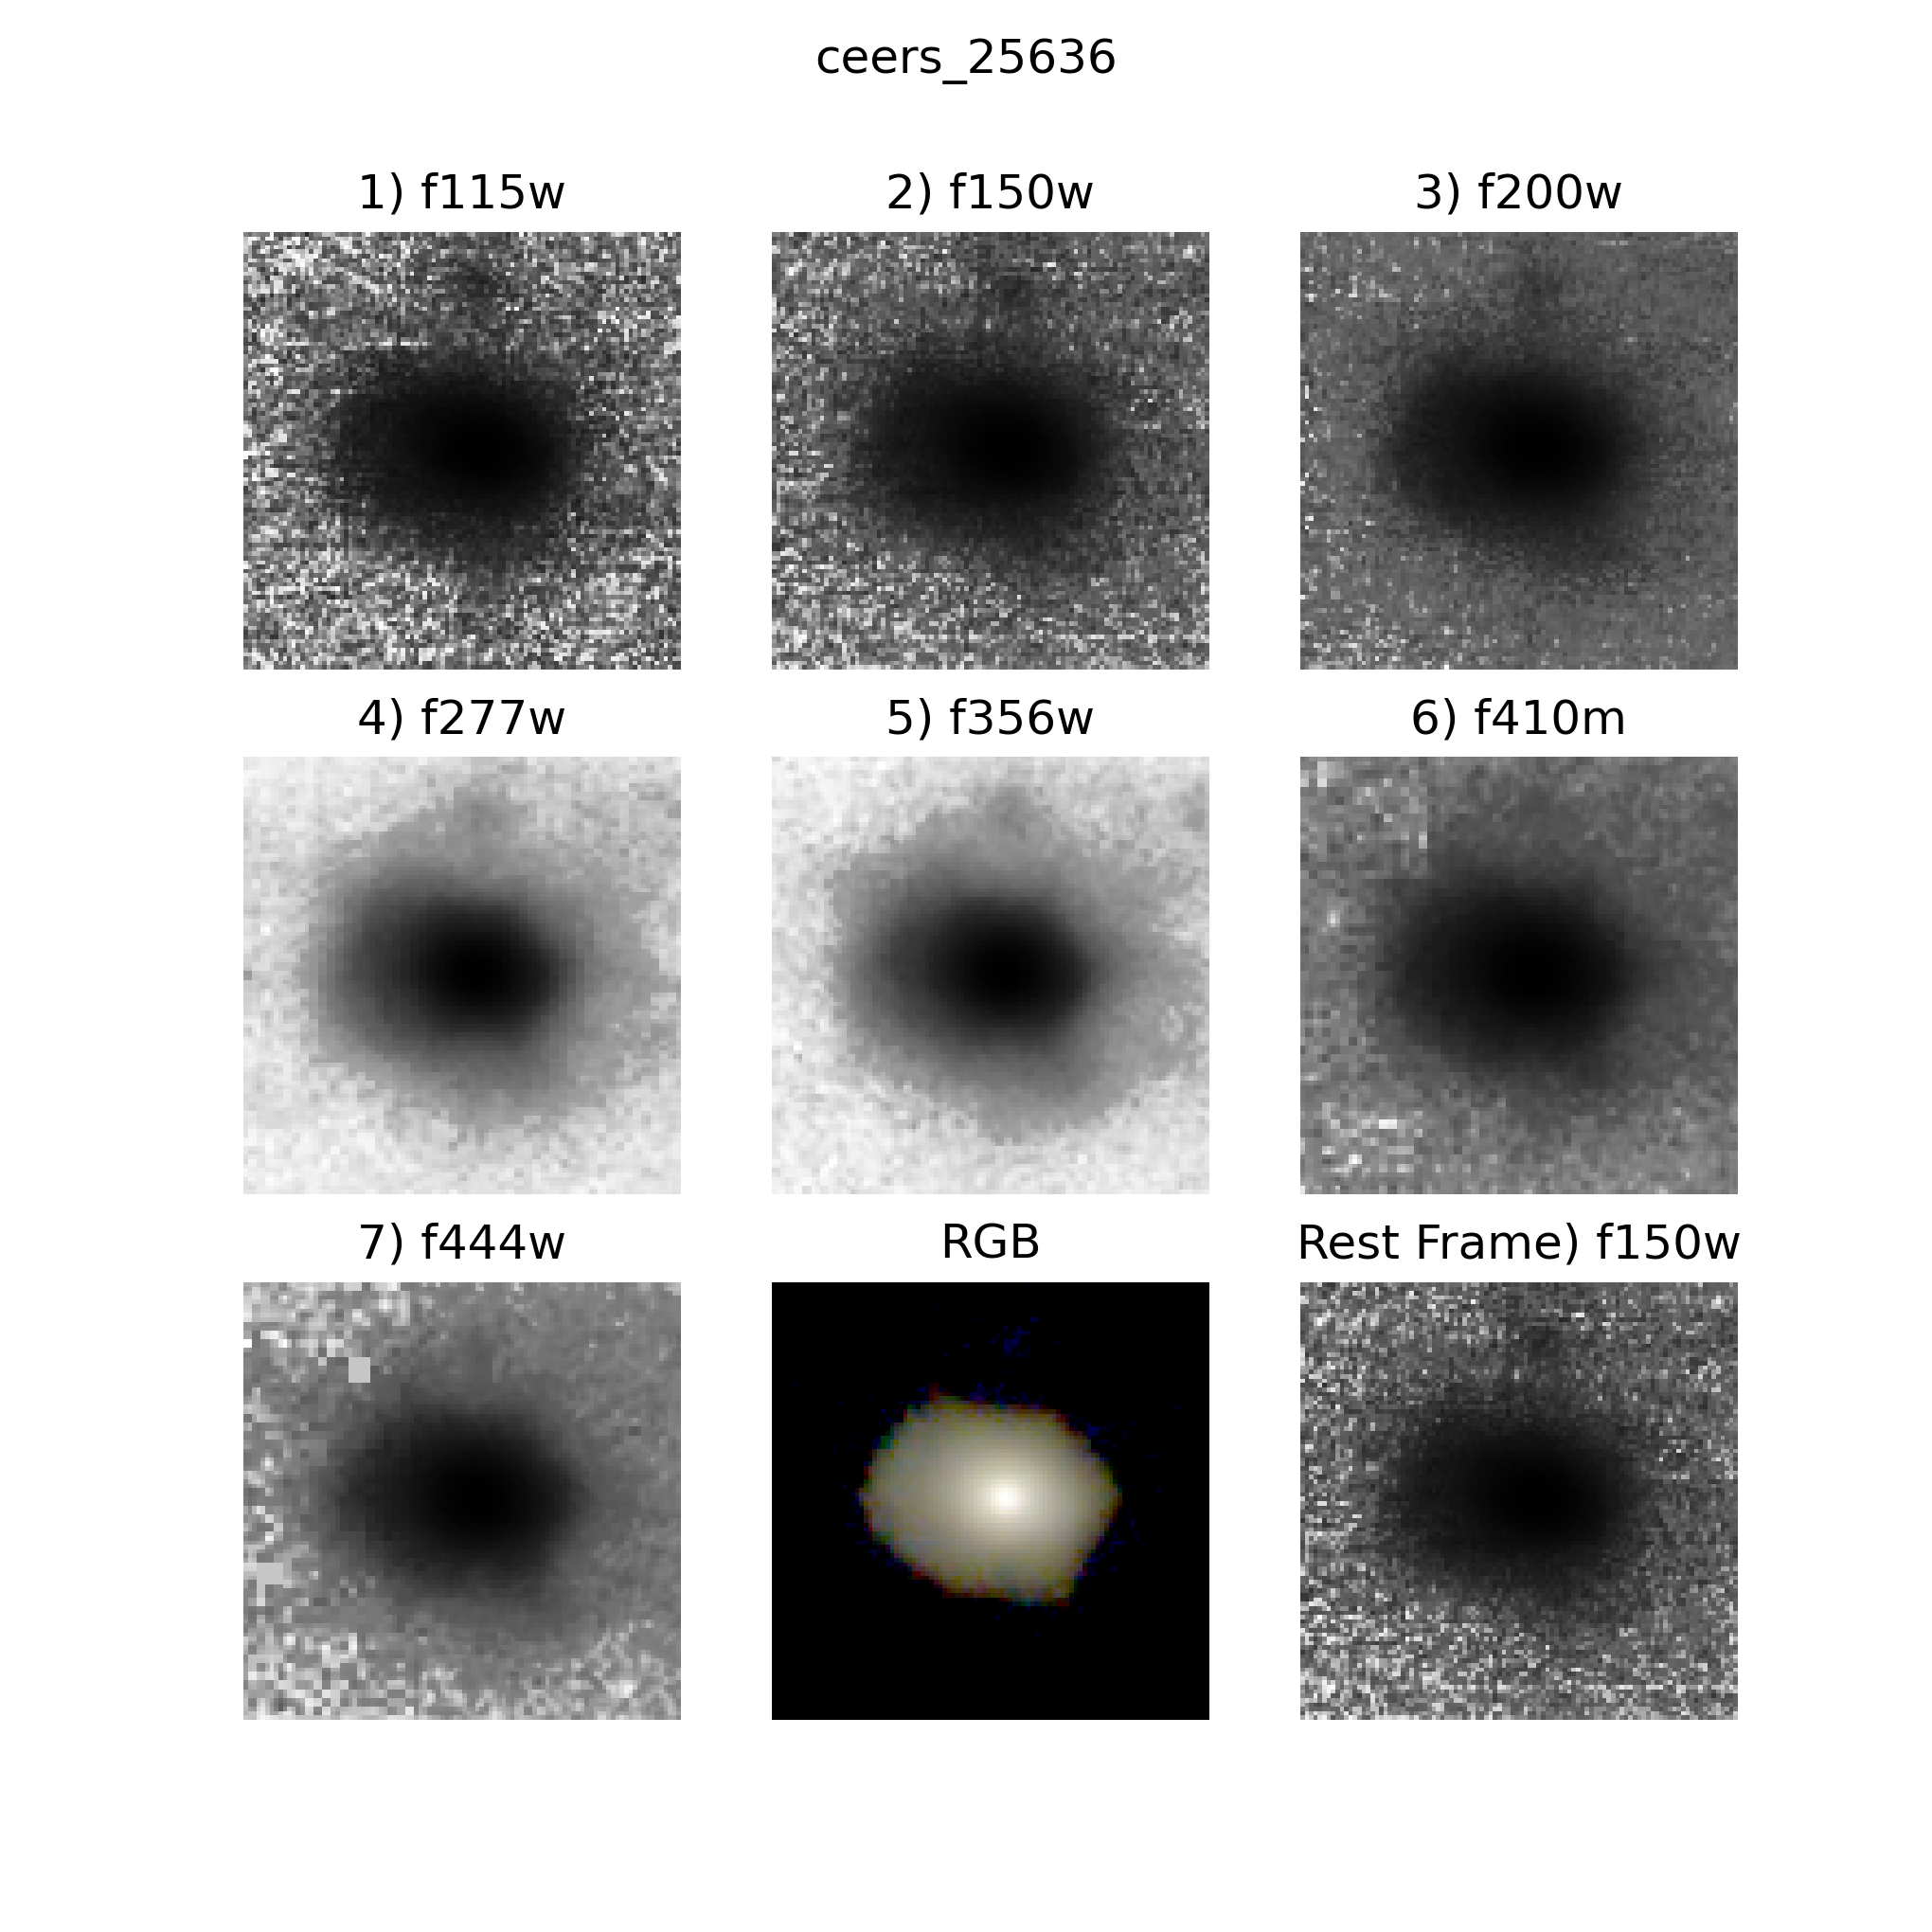 ceers_25636
1) f115w
2) f150w
3) f200w
4) f277w
5) f356w
6) f410m
7) f444w
RGB
Rest Frame) f150w